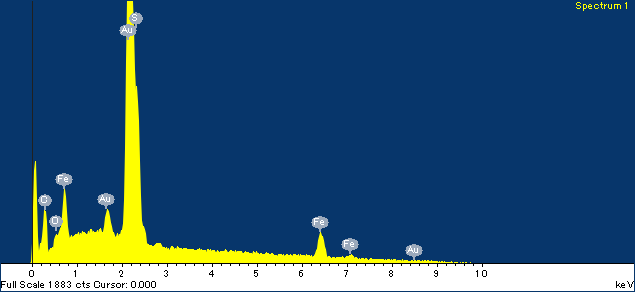 Spectrum 1
S
Au
Fe
O
O
Au
Fe
Fe
Au
0 1 2 3 4 5 6 7 8 9 10
Full Scale 1883 cts Cursor: 0.000 keV